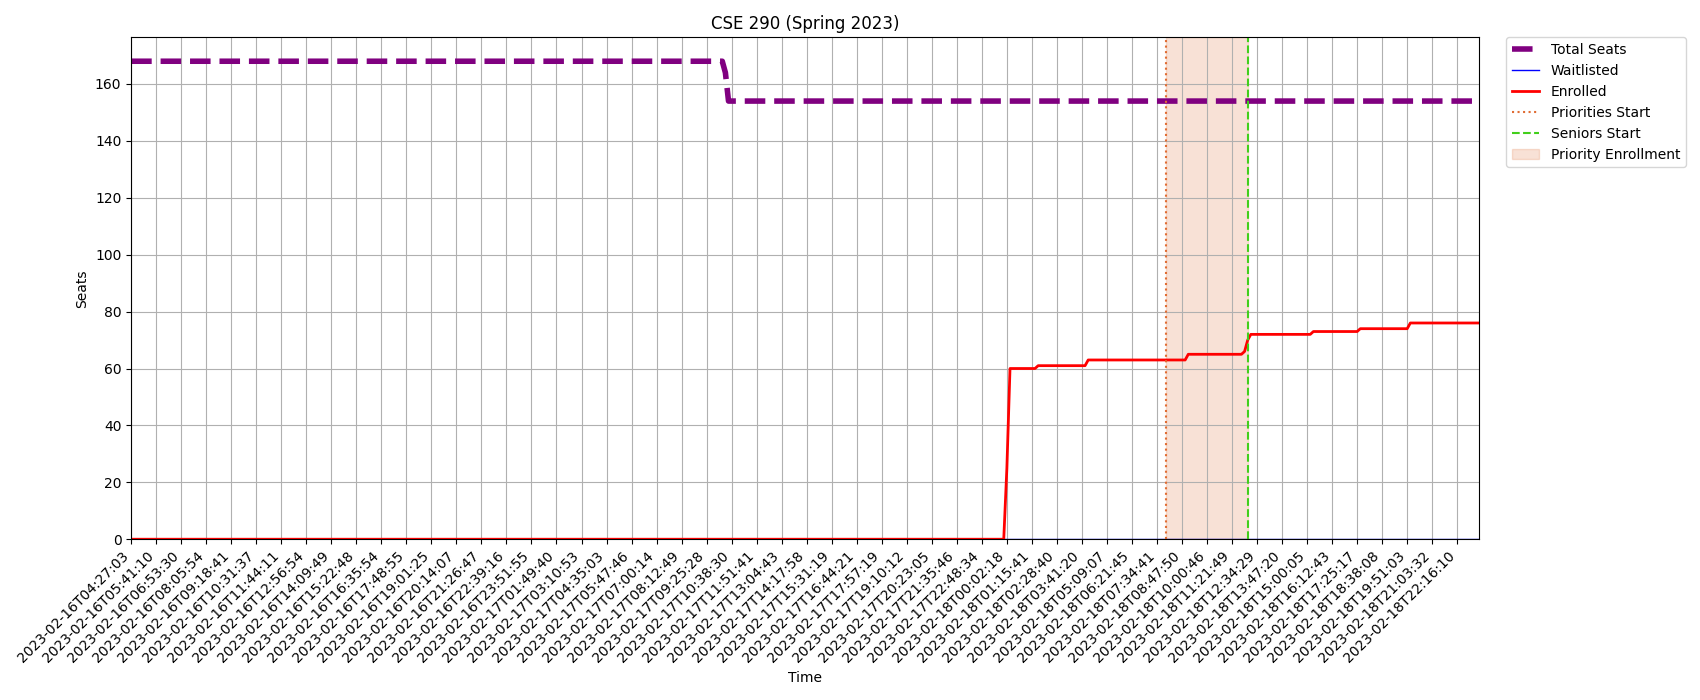 CSE 290 (Spring 2023)
Total Seats
Waitlisted
Enrolled
Priorities Start
Seniors Start
Priority Enrollment
Seats
160
140
120
100
80
60
40
20
0
2023-02-16T04:27:03
2023-02-16T05:41:10
2023-02-16T06:53:30
2023-02-16T08:05:54
2023-02-16T09:18:41
2023-02-16T10:31:37
2023-02-16T11:44:11
2023-02-16T12:56:54
2023-02-16T14:09:49
2023-02-16T15:22:48
2023-02-16T16:35:54
2023-02-16T17:48:55
2023-02-16T19:01:25
2023-02-16T20:14:07
2023-02-16T21:26:47
2023-02-16T22:39:16
2023-02-16T23:51:55
2023-02-17T01:49:40
2023-02-17T03:10:53
2023-02-17T04:35:03
2023-02-17T05:47:46
2023-02-17T07:00:14
2023-02-17T08:12:49
2023-02-17T09:25:28
2023-02-17T10:38:30
2023-02-17T11:51:41
2023-02-17T13:04:43
2023-02-17T14:17:58
2023-02-17T15:31:19
2023-02-17T16:44:21
2023-02-17T17:57:19
2023-02-17T19:10:12
2023-02-17T20:23:05
2023-02-17T21:35:46
2023-02-17T22:48:34
2023-02-18T00:02:18
2023-02-18T01:15:41
2023-02-18T02:28:40
2023-02-18T03:41:20
2023-02-18T05:09:07
2023-02-18T06:21:45
2023-02-18T07:34:41
2023-02-18T08:47:50
2023-02-18T10:00:46
2023-02-18T11:21:49
2023-02-18T12:34:29
2023-02-18T13:47:20
2023-02-18T15:00:05
2023-02-18T16:12:43
2023-02-18T17:25:17
2023-02-18T18:38:08
2023-02-18T19:51:03
2023-02-18T21:03:32
2023-02-18T22:16:10
Time